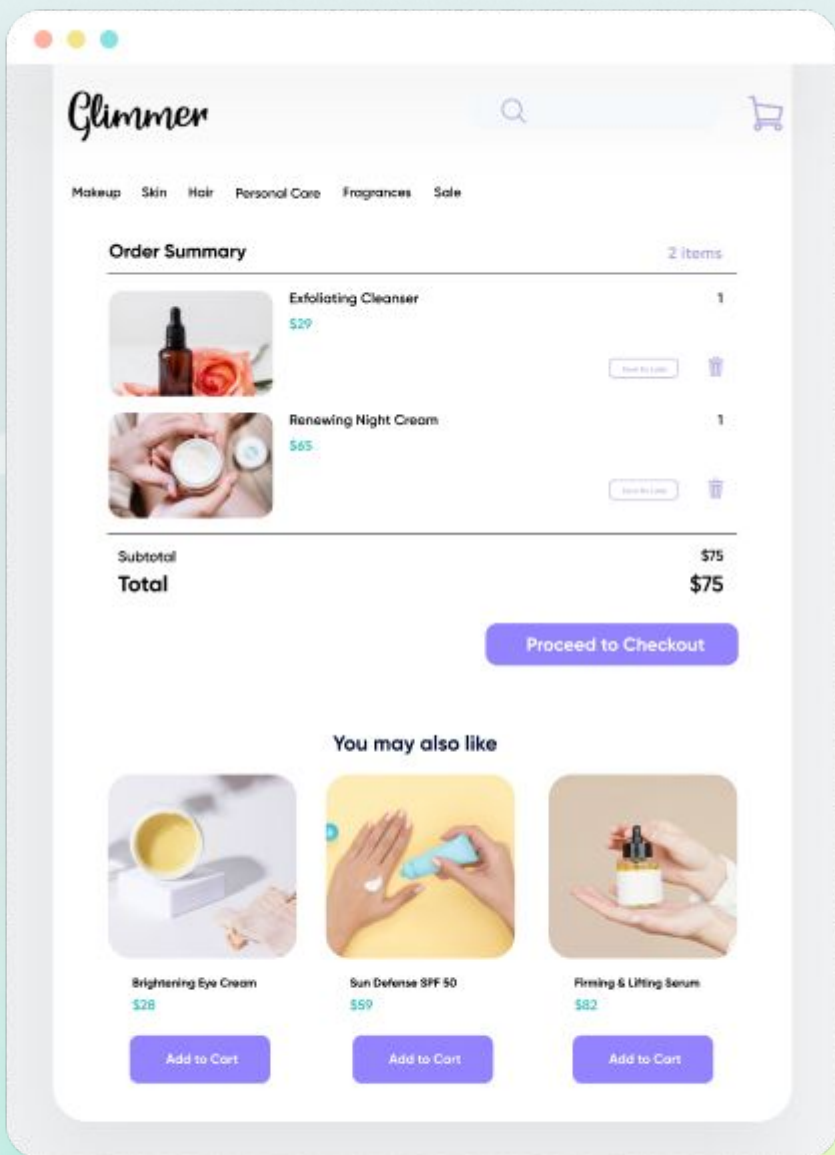 Glimmer
Makeup Skin Hair Personal Care Fragrances Sale
Order Summary 2 items
Exfoliating Cleanser 1
$29
Renewing Night Cream 1
$65
Subtotal $75
Total $75
Proceed to Checkout
You may also like
Brightening Eye Cream Sun Defense SPF 50 Firming & Lifting Serum
$28 $59 $82
Add to Cart Add to Cart Add to Cart